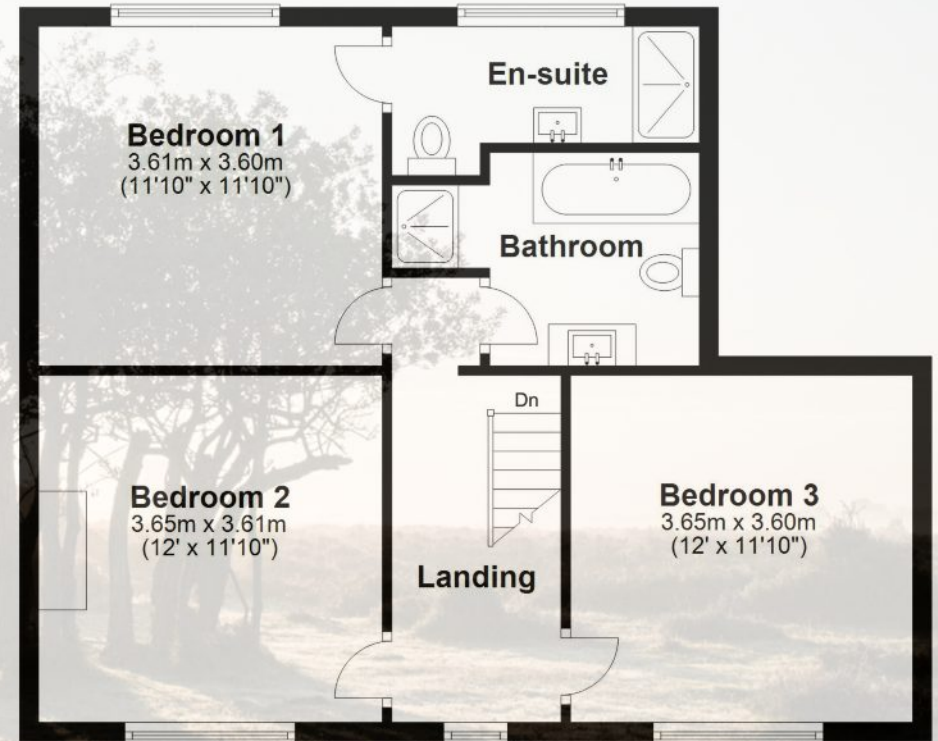 En-suite
Bedroom 1
3.61m x 3.60m
(11'10" x 11'10")
Bathroom
Dn
Bedroom 2
3.65m x 3.61m
(12' x 11'10")
Bedroom 3
3.65m x 3.60m
(12' x 11'10")
Landing